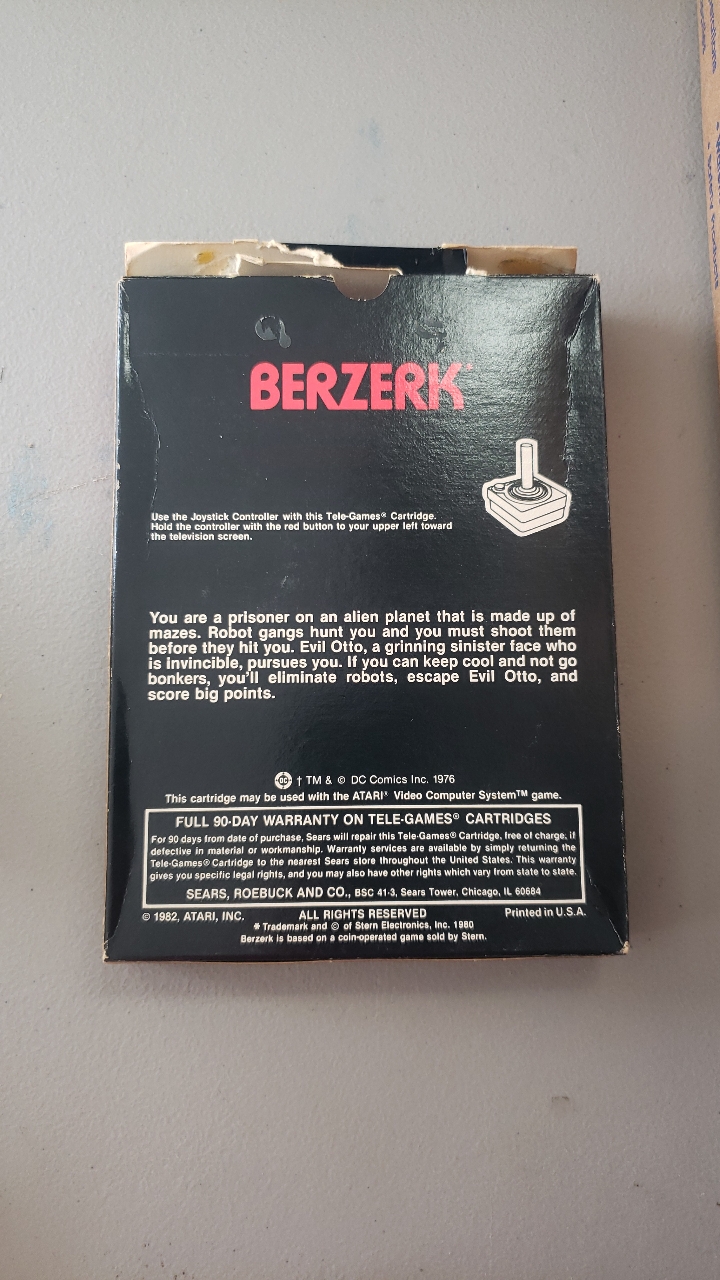 BERZERK™
Use the Joystick Controller with this Tele-Games® Cartridge.
Hold the controller with the red button to your upper left toward
the television screen.
You are a prisoner on an alien planet that is made up of
mazes. Robot gangs hunt you and you must shoot them
before they hit you. Evil Otto, a grinning sinister face who
is invincible, pursues you. If you can keep cool and not go
bonkers, you'll eliminate robots, escape Evil Otto, and
score big points.
DC † TM & © DC Comics Inc. 1976
This cartridge may be used with the ATARI® Video Computer System™ game.
FULL 90-DAY WARRANTY ON TELE-GAMES® CARTRIDGES
For 90 days from date of purchase, Sears will repair this Tele-Games® Cartridge, free of charge, if
defective in material or workmanship. Warranty services are available by simply returning the
Tele-Games® Cartridge to the nearest Sears store throughout the United States. This warranty
gives you specific legal rights, and you may also have other rights which vary from state to state.
SEARS, ROEBUCK AND CO., BSC 41-3, Sears Tower, Chicago, IL 60684
© 1982, ATARI, INC. ALL RIGHTS RESERVED Printed in U.S.A.
* Trademark and © of Stern Electronics, Inc. 1980
Berzerk is based on a coin-operated game sold by Stern.